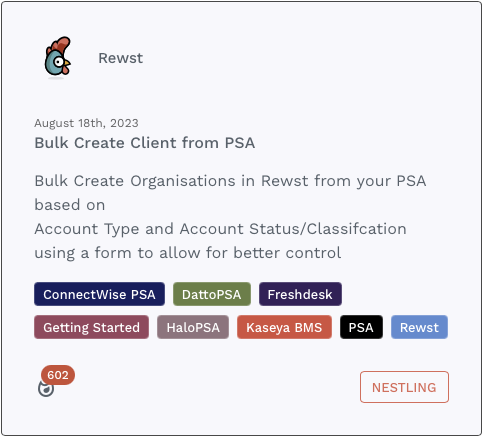 Rewst
August 18th, 2023
Bulk Create Client from PSA
Bulk Create Organisations in Rewst from your PSA
based on
Account Type and Account Status/Classifcation
using a form to allow for better control
ConnectWise PSA DattoPSA Freshdesk
Getting Started HaloPSA Kaseya BMS PSA Rewst
602
NESTLING